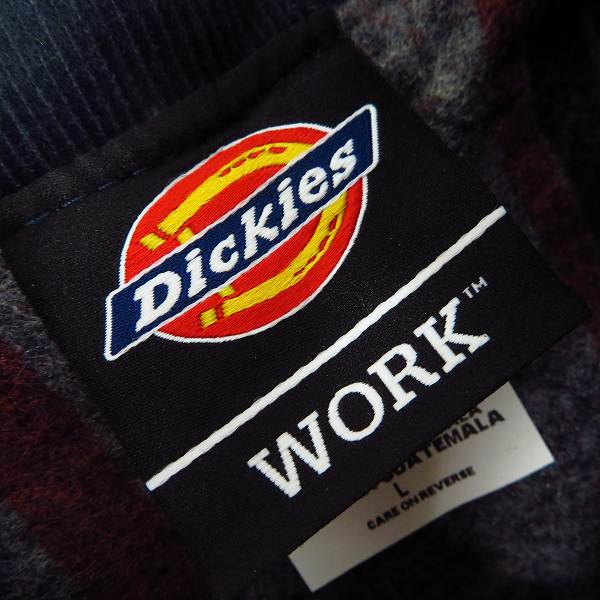 Dickies
WORK™
GUATEMALA
L
CARE ON REVERSE